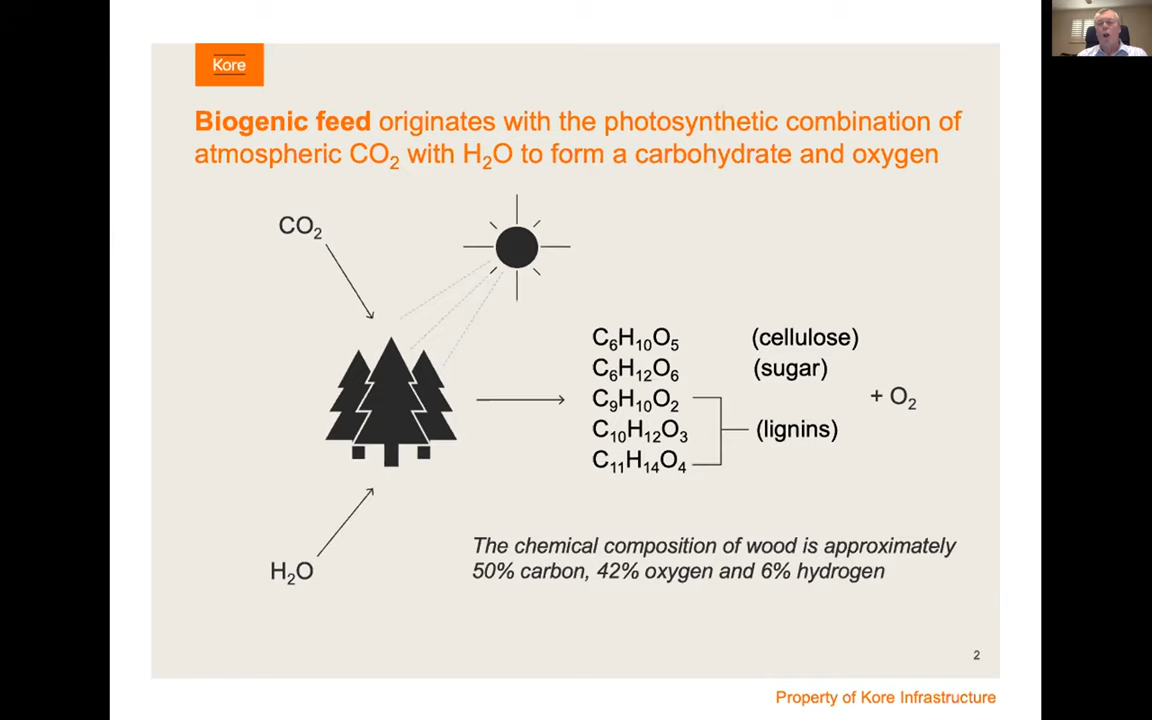 Kore
Biogenic feed originates with the photosynthetic combination of
atmospheric CO₂ with H₂O to form a carbohydrate and oxygen
CO₂
C₆H₁₀O₅ (cellulose)
C₆H₁₂O₆ (sugar)
C₉H₁₀O₂
+ O₂
C₁₀H₁₂O₃ (lignins)
C₁₁H₁₄O₄
The chemical composition of wood is approximately
50% carbon, 42% oxygen and 6% hydrogen
H₂O
2
Property of Kore Infrastructure